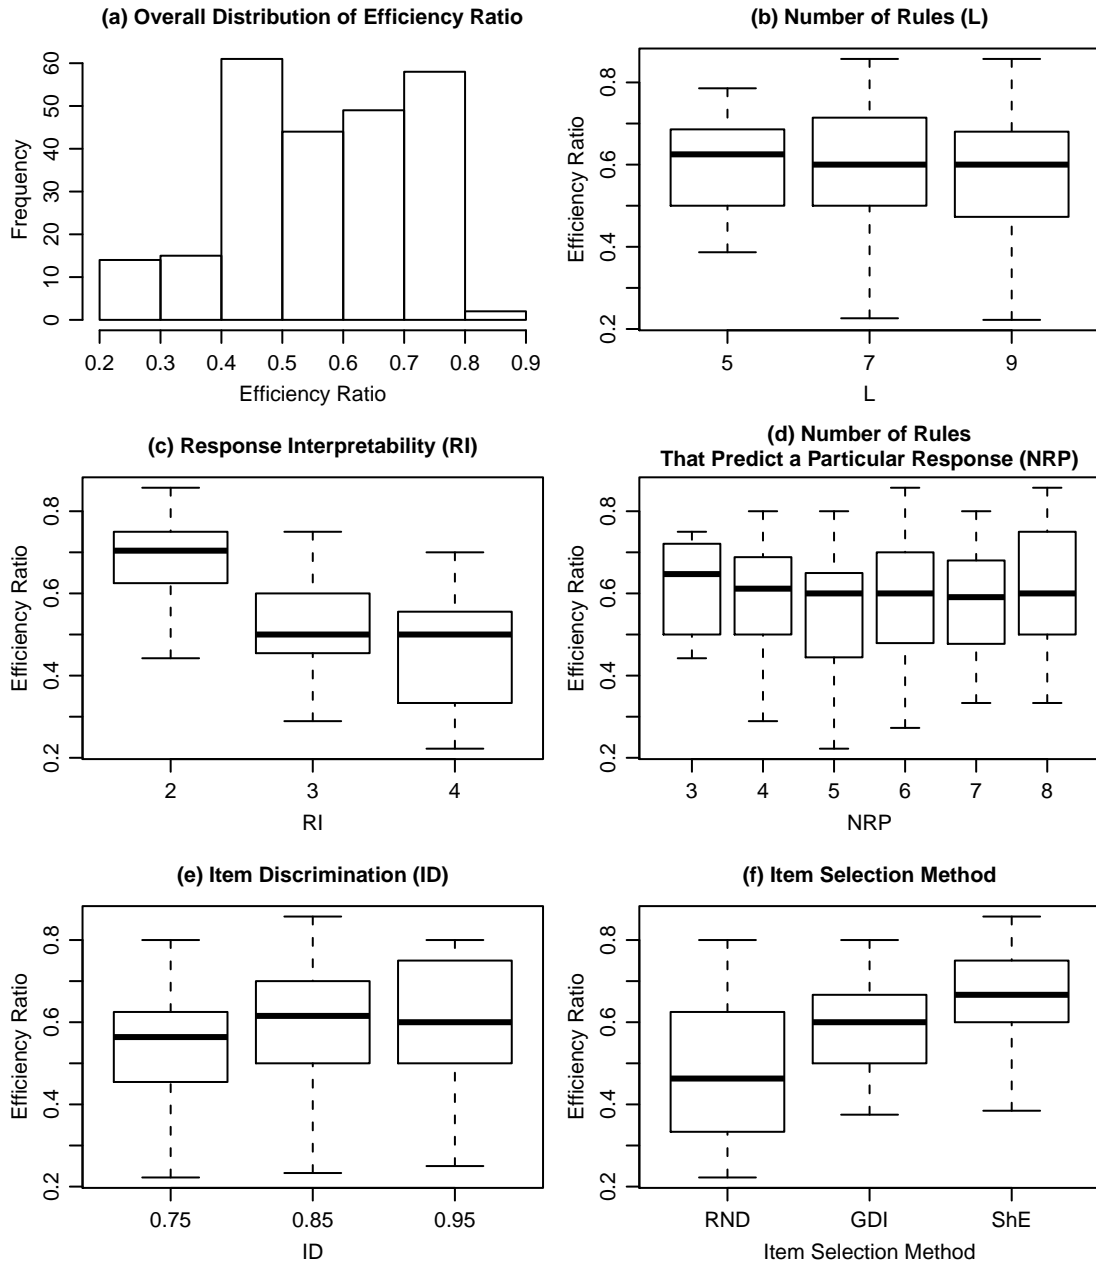 (a) Overall Distribution of Efficiency Ratio
Frequency
60
50
40
30
20
10
0
0.2 0.3 0.4 0.5 0.6 0.7 0.8 0.9
Efficiency Ratio
(b) Number of Rules (L)
Efficiency Ratio
0.8
0.6
0.4
0.2
5 7 9
L
(c) Response Interpretability (RI)
Efficiency Ratio
0.8
0.6
0.4
0.2
2 3 4
RI
(d) Number of Rules
That Predict a Particular Response (NRP)
Efficiency Ratio
0.8
0.6
0.4
0.2
3 4 5 6 7 8
NRP
(e) Item Discrimination (ID)
Efficiency Ratio
0.8
0.6
0.4
0.2
0.75 0.85 0.95
ID
(f) Item Selection Method
Efficiency Ratio
0.8
0.6
0.4
0.2
RND GDI ShE
Item Selection Method